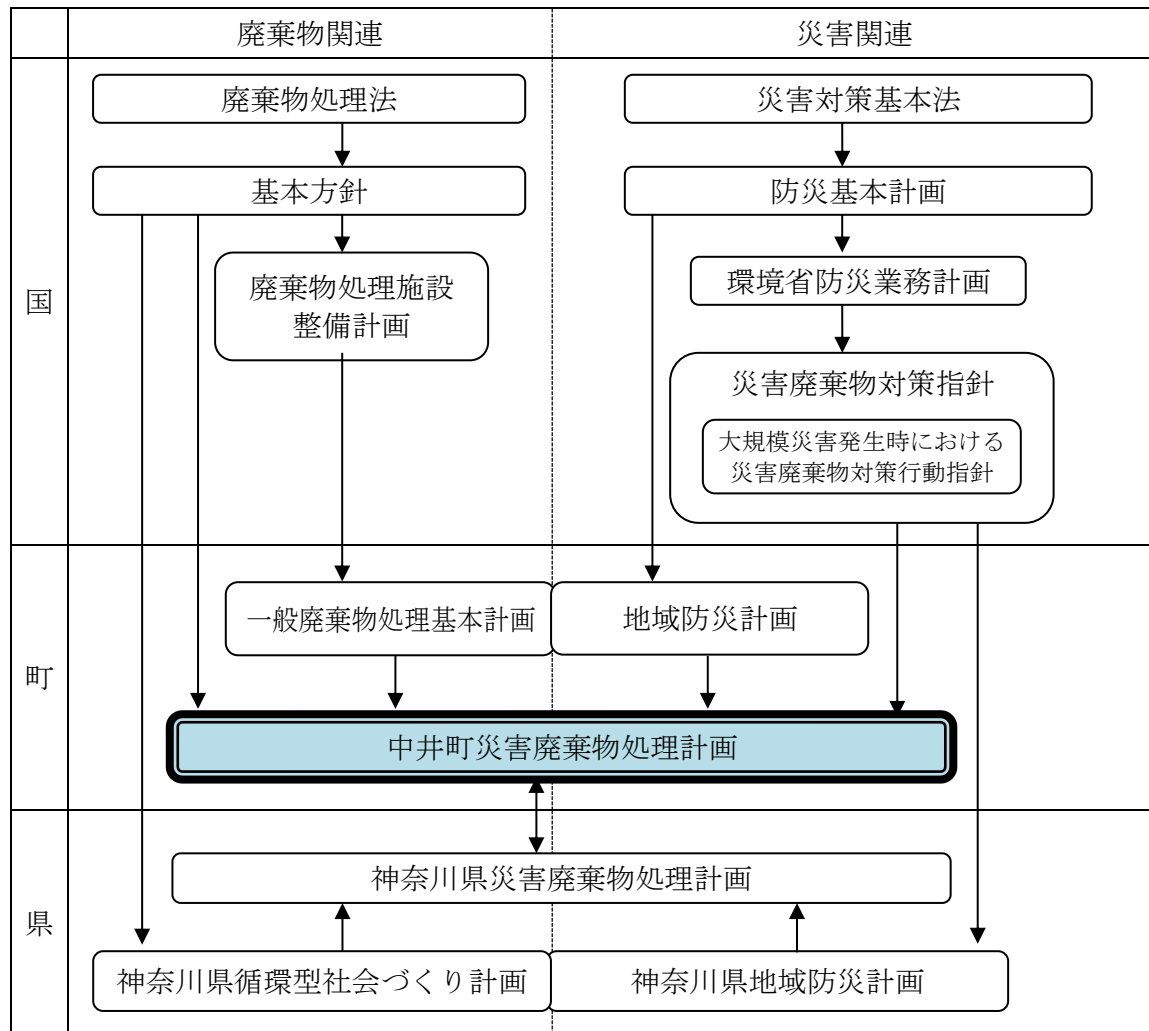 廃棄物関連
災害関連
国
廃棄物処理法
災害対策基本法
基本方針
防災基本計画
廃棄物処理施設
整備計画
環境省防災業務計画
災害廃棄物対策指針
大規模災害発生時における
災害廃棄物対策行動指針
町
一般廃棄物処理基本計画
地域防災計画
中井町災害廃棄物処理計画
県
神奈川県災害廃棄物処理計画
神奈川県循環型社会づくり計画
神奈川県地域防災計画